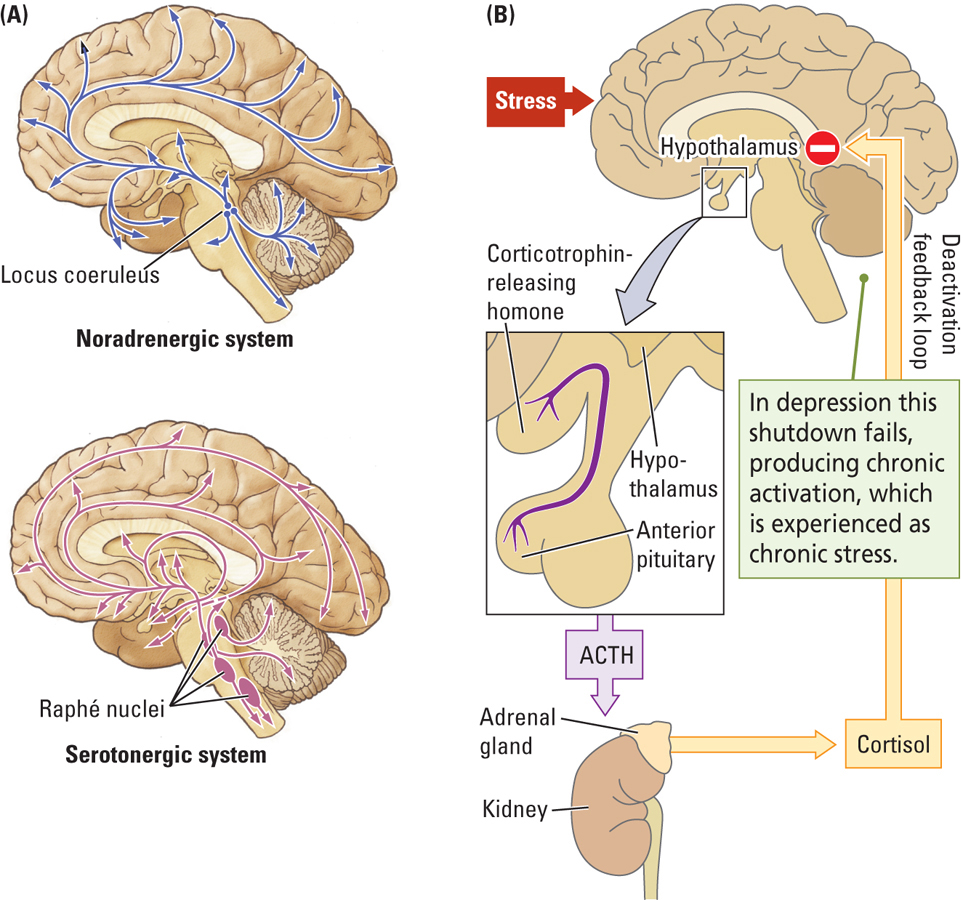 (A)
Locus coeruleus
Noradrenergic system
Raphé nuclei
Serotonergic system
(B)
Stress
Hypothalamus
Corticotrophin-
releasing
homone
Deactivation
feedback loop
In depression this
shutdown fails,
producing chronic
activation, which
is experienced as
chronic stress.
Hypo-
thalamus
Anterior
pituitary
ACTH
Adrenal
gland
Cortisol
Kidney